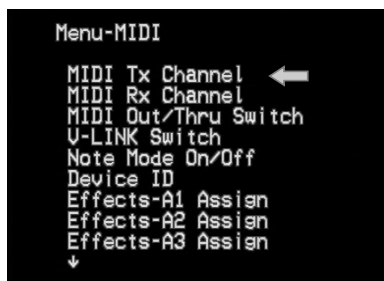 Menu-MIDI
MIDI Tx Channel
MIDI Rx Channel
MIDI Out/Thru Switch
V-LINK Switch
Note Mode On/Off
Device ID
Effects-A1 Assign
Effects-A2 Assign
Effects-A3 Assign